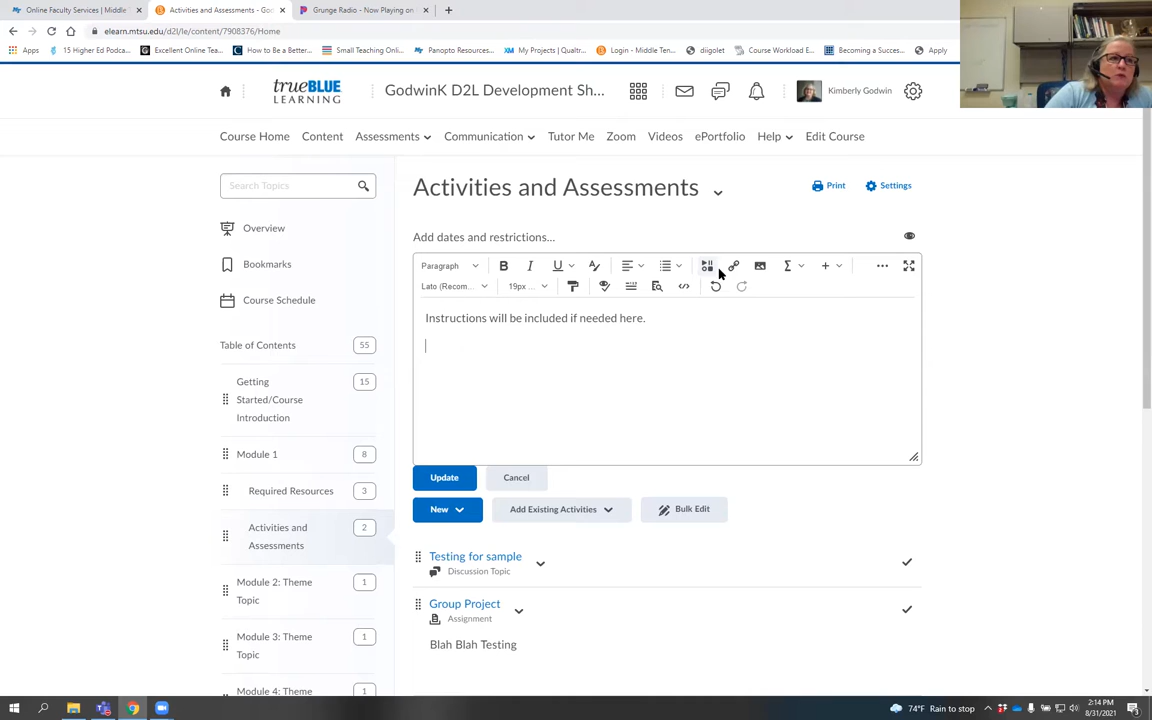 Online Faculty Services | Middle
Activities and Assessments - Go
Grunge Radio - Now Playing on
elearn.mtsu.edu/d2l/le/content/7908376/Home
Apps
15 Higher Ed Podca...
Excellent Online Tea...
How to Be a Better...
Small Teaching Onli...
Panopto Resources...
My Projects | Qualtr...
Login - Middle Ten...
diigolet
Course Workload E...
Becoming a Succes...
Apply
trueBLUE
LEARNING
GodwinK D2L Development Sh...
Kimberly Godwin
Course Home
Content
Assessments
Communication
Tutor Me
Zoom
Videos
ePortfolio
Help
Edit Course
Search Topics
Overview
Bookmarks
Course Schedule
Table of Contents
55
Getting
Started/Course
Introduction
15
Module 1
8
Required Resources
3
Activities and
Assessments
2
Module 2: Theme
Topic
1
Module 3: Theme
Topic
1
Module 4: Theme
1
Activities and Assessments
Print
Settings
Add dates and restrictions...
Paragraph
B
I
U
Σ
Lato (Recom...
19px ...
Instructions will be included if needed here.
Update
Cancel
New
Add Existing Activities
Bulk Edit
Testing for sample
Discussion Topic
Group Project
Assignment
Blah Blah Testing
74°F Rain to stop
2:14 PM
8/31/2021